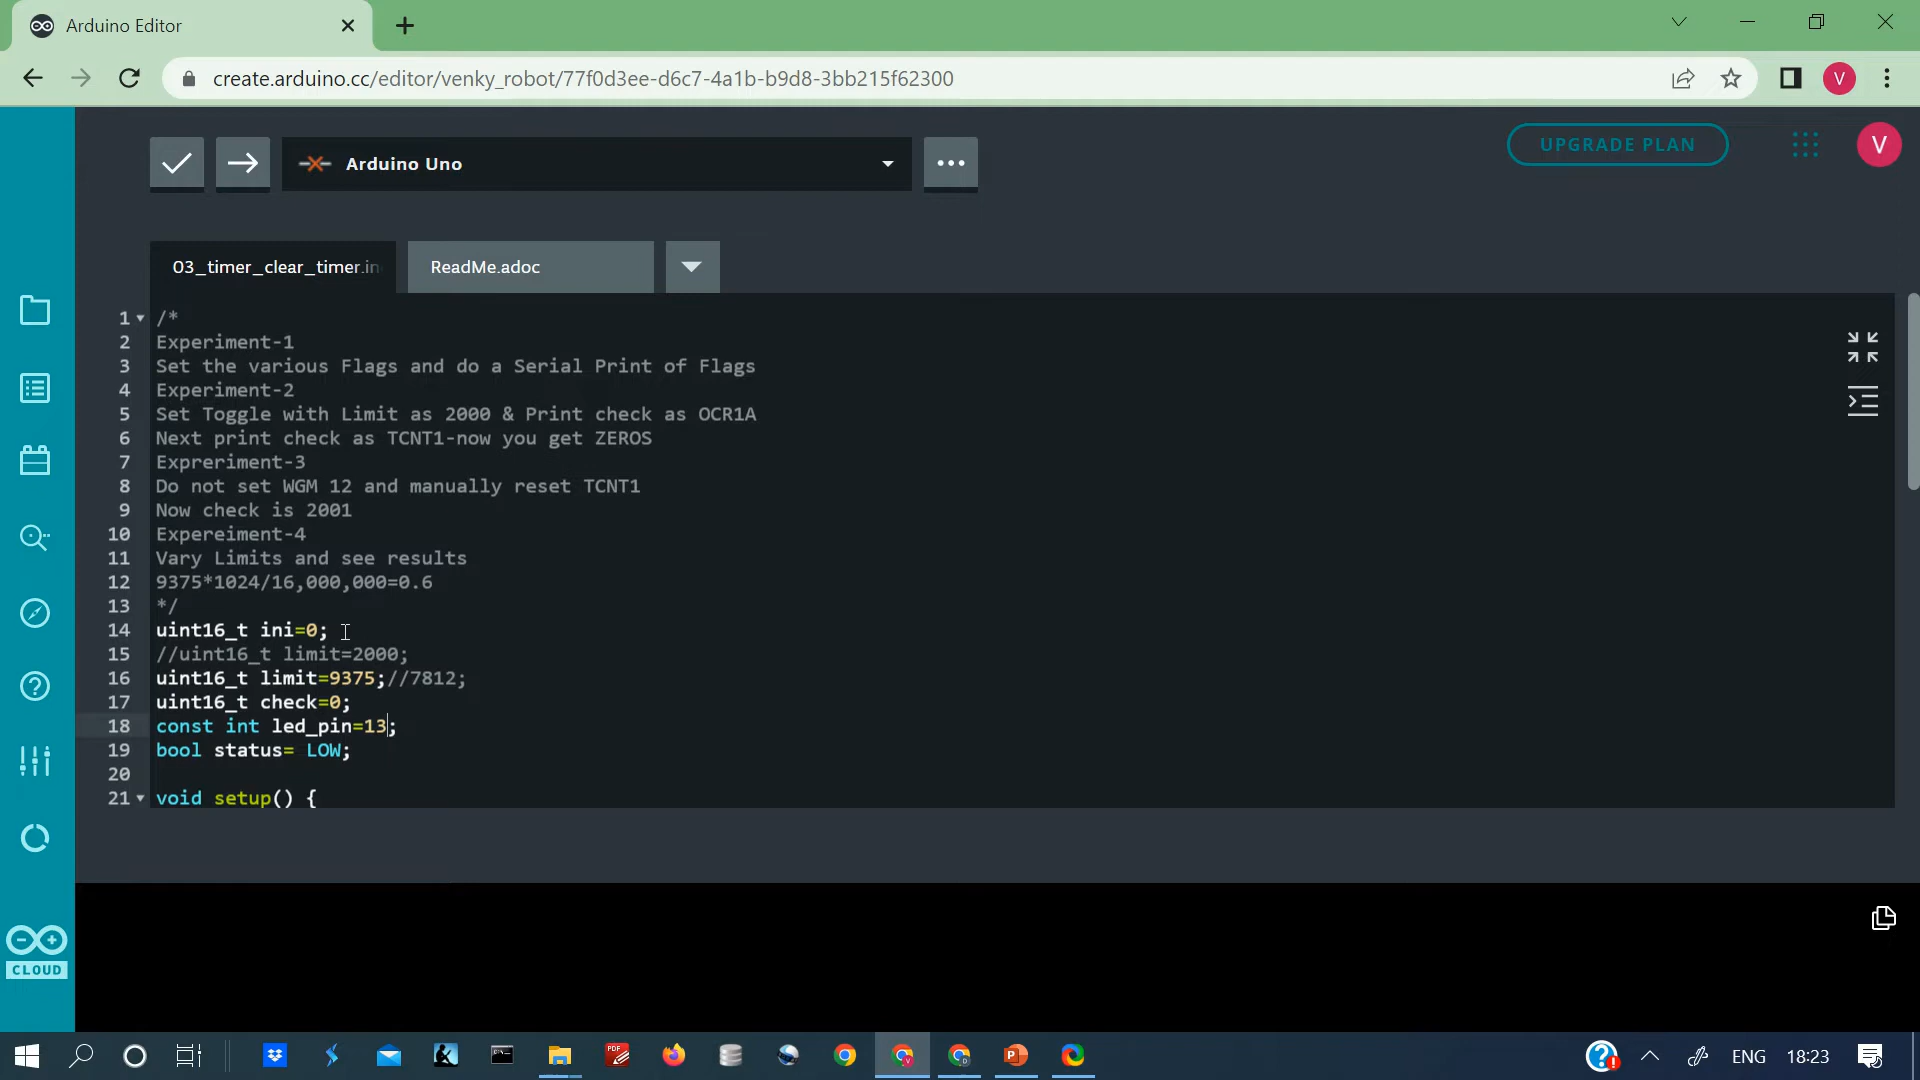 Arduino Editor
create.arduino.cc/editor/venky_robot/77f0d3ee-d6c7-4a1b-b9d8-3bb215f62300
V
Arduino Uno
UPGRADE PLAN
V
03_timer_clear_timer.in
ReadMe.adoc
1 /*
2 Experiment-1
3 Set the various Flags and do a Serial Print of Flags
4 Experiment-2
5 Set Toggle with Limit as 2000 & Print check as OCR1A
6 Next print check as TCNT1-now you get ZEROS
7 Expreriment-3
8 Do not set WGM 12 and manually reset TCNT1
9 Now check is 2001
10 Expereiment-4
11 Vary Limits and see results
12 9375*1024/16,000,000=0.6
13 */
14 uint16_t ini=0;
15 //uint16_t limit=2000;
16 uint16_t limit=9375;//7812;
17 uint16_t check=0;
18 const int led_pin=13;
19 bool status= LOW;
20
21 void setup() {
CLOUD
ENG
18:23